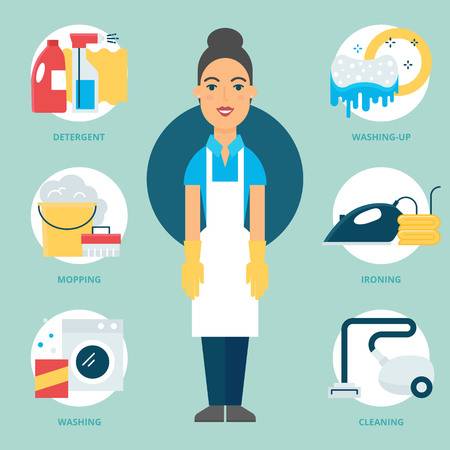 DETERGENT
WASHING-UP
MOPPING
IRONING
WASHING
CLEANING